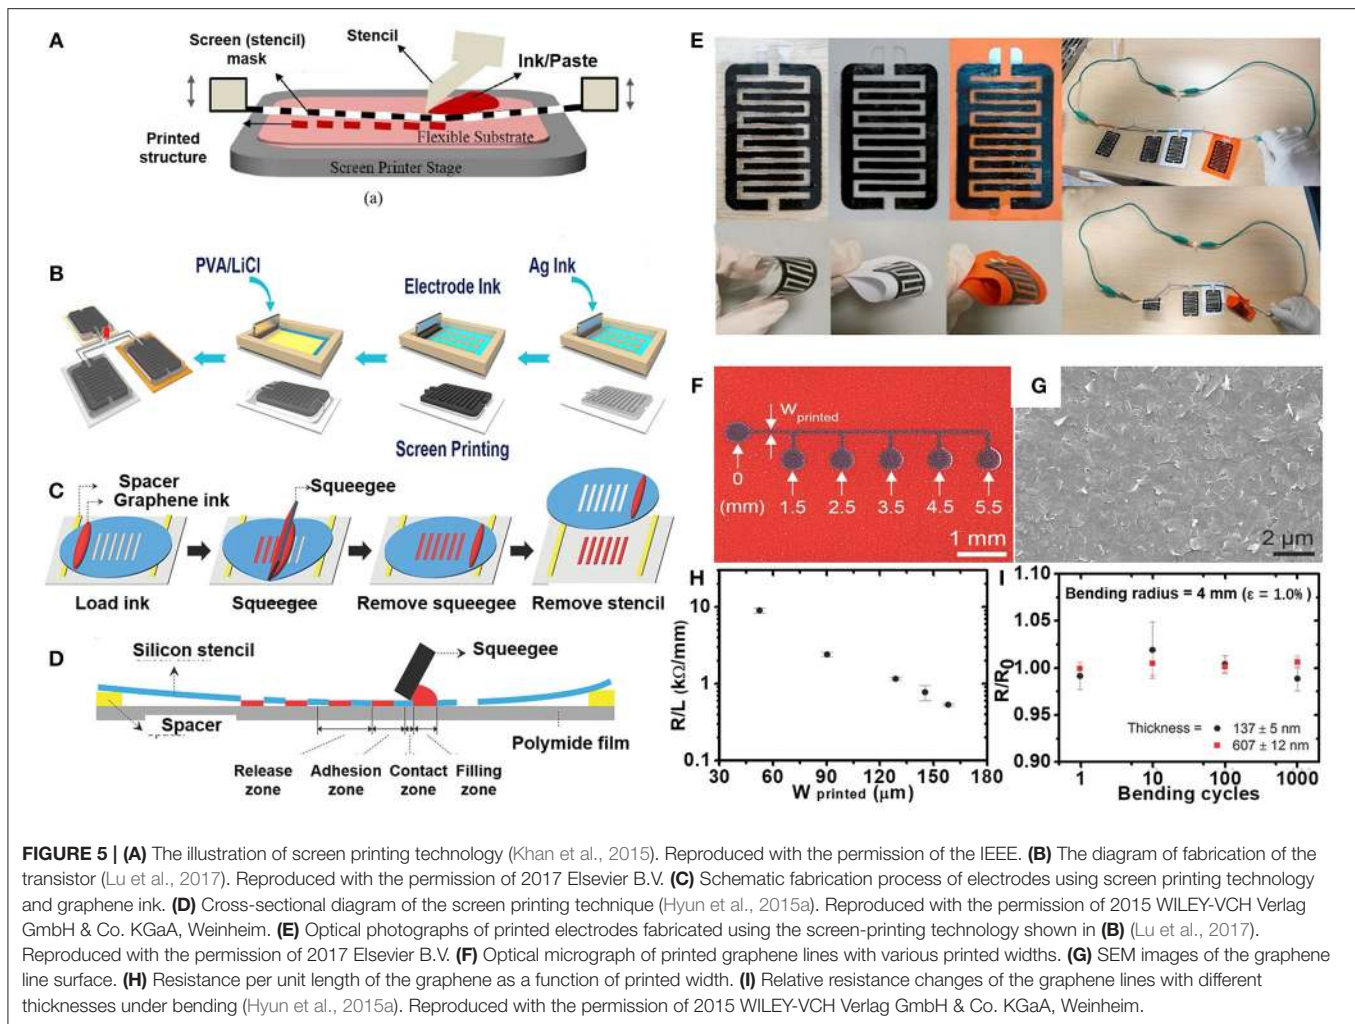 A
Screen (stencil)
mask
Stencil
Ink/Paste
Printed
structure
Flexible Substrate
Screen Printer Stage
(a)
B
PVA/LiCl
Electrode Ink
Ag Ink
Screen Printing
C
Spacer
Graphene ink
Squeegee
Load ink
Squeegee
Remove squeegee
Remove stencil
D
Silicon stencil
Squeegee
Spacer
Polymide film
Release
zone
Adhesion
zone
Contact
zone
Filling
zone
E
F
W printed
0
(mm)
1.5
2.5
3.5
4.5
5.5
1 mm
G
2 µm
H
R/L (kΩ/mm)
10
1
0.1
30
60
90
120
150
180
W printed (µm)
I
R/R0
1.10
1.05
1.00
0.95
0.90
Bending radius = 4 mm (ε = 1.0%)
Thickness = 137 ± 5 nm
607 ± 12 nm
1
10
100
1000
Bending cycles
FIGURE 5 | (A) The illustration of screen printing technology (Khan et al., 2015). Reproduced with the permission of the IEEE. (B) The diagram of fabrication of the
transistor (Lu et al., 2017). Reproduced with the permission of 2017 Elsevier B.V. (C) Schematic fabrication process of electrodes using screen printing technology
and graphene ink. (D) Cross-sectional diagram of the screen printing technique (Hyun et al., 2015a). Reproduced with the permission of 2015 WILEY-VCH Verlag
GmbH & Co. KGaA, Weinheim. (E) Optical photographs of printed electrodes fabricated using the screen-printing technology shown in (B) (Lu et al., 2017).
Reproduced with the permission of 2017 Elsevier B.V. (F) Optical micrograph of printed graphene lines with various printed widths. (G) SEM images of the graphene
line surface. (H) Resistance per unit length of the graphene as a function of printed width. (I) Relative resistance changes of the graphene lines with different
thicknesses under bending (Hyun et al., 2015a). Reproduced with the permission of 2015 WILEY-VCH Verlag GmbH & Co. KGaA, Weinheim.